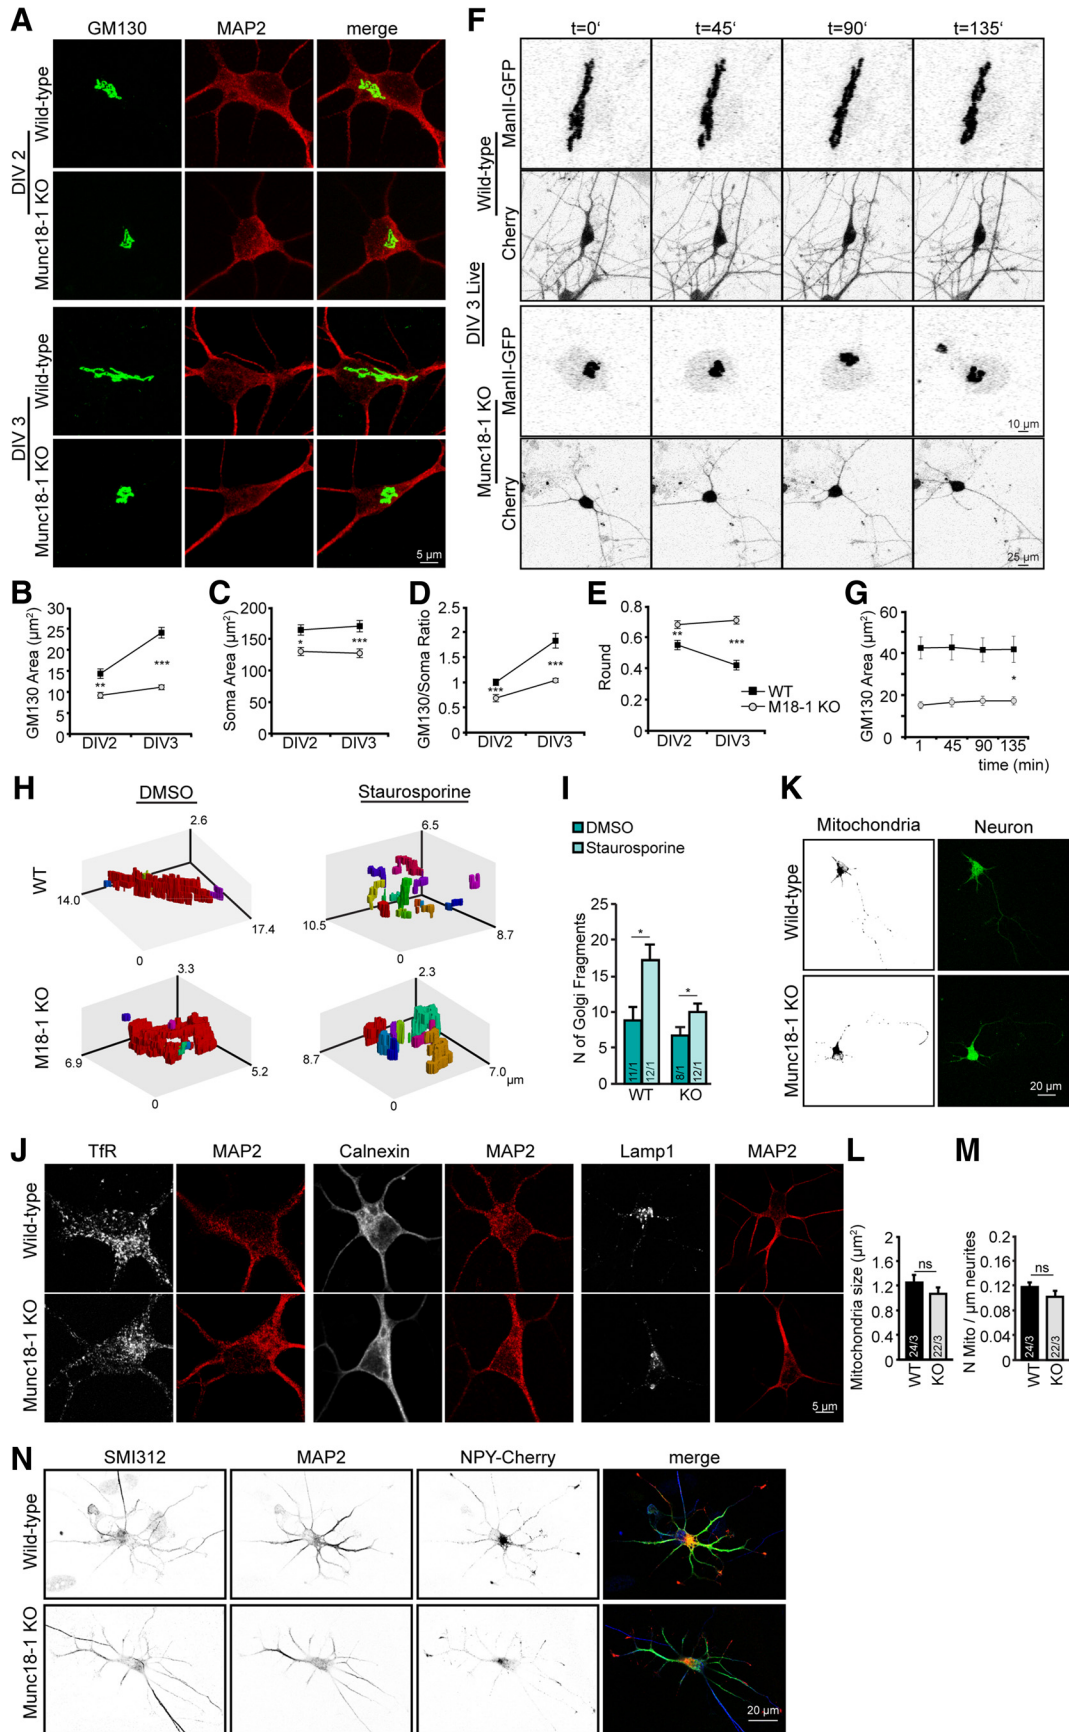 A
GM130 MAP2 merge
DIV 2
Wild-type
Munc18-1 KO
DIV 3
Wild-type
Munc18-1 KO
5 µm
F
t=0‘ t=45‘ t=90‘ t=135‘
DIV 3 Live
Wild-type
ManII-GFP
Cherry
Munc18-1 KO
ManII-GFP
10 µm
Cherry
25 µm
B
GM130 Area (µm²)
30
25
20
15
10
5
0
**
***
DIV2 DIV3
C
Soma Area (µm²)
200
150
100
50
0
*
***
DIV2 DIV3
D
GM130/Soma Ratio
2.5
2
1.5
1
0.5
0
***
***
DIV2 DIV3
E
Round
0.8
0.6
0.4
0.2
0
**
***
WT
M18-1 KO
DIV2 DIV3
G
GM130 Area (µm²)
60
40
20
0
*
1 45 90 135
time (min)
H
DMSO Staurosporine
WT
2.6
14.0
17.4
0
6.5
10.5
8.7
0
M18-1 KO
3.3
6.9
5.2
0
2.3
8.7
7.0
µm
0
I
DMSO
Staurosporine
N of Golgi Fragments
25
20
15
10
5
0
*
*
11/1 12/1 8/1 12/1
WT KO
K
Mitochondria Neuron
Wild-type
Munc18-1 KO
20 µm
J
TfR MAP2 Calnexin MAP2 Lamp1 MAP2
Wild-type
Munc18-1 KO
5 µm
L
Mitochondria size (µm²)
2
1.6
1.2
0.8
0.4
0
ns
24/3 22/3
WT KO
M
N Mito / µm neurites
0.2
0.16
0.12
0.08
0.04
0
ns
24/3 22/3
WT KO
N
SMI312 MAP2 NPY-Cherry merge
Wild-type
Munc18-1 KO
20 µm